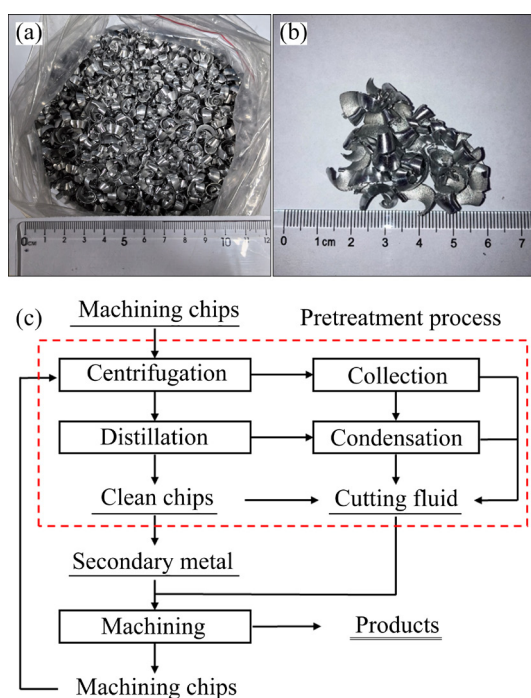 (a)
0cm 1 2 3 4 5 6 7 8 9 10 11 12
(b)
0 1cm 2 3 4 5 6 7
(c)
Machining chips
Pretreatment process
Centrifugation
Collection
Distillation
Condensation
Clean chips
Cutting fluid
Secondary metal
Machining
Products
Machining chips